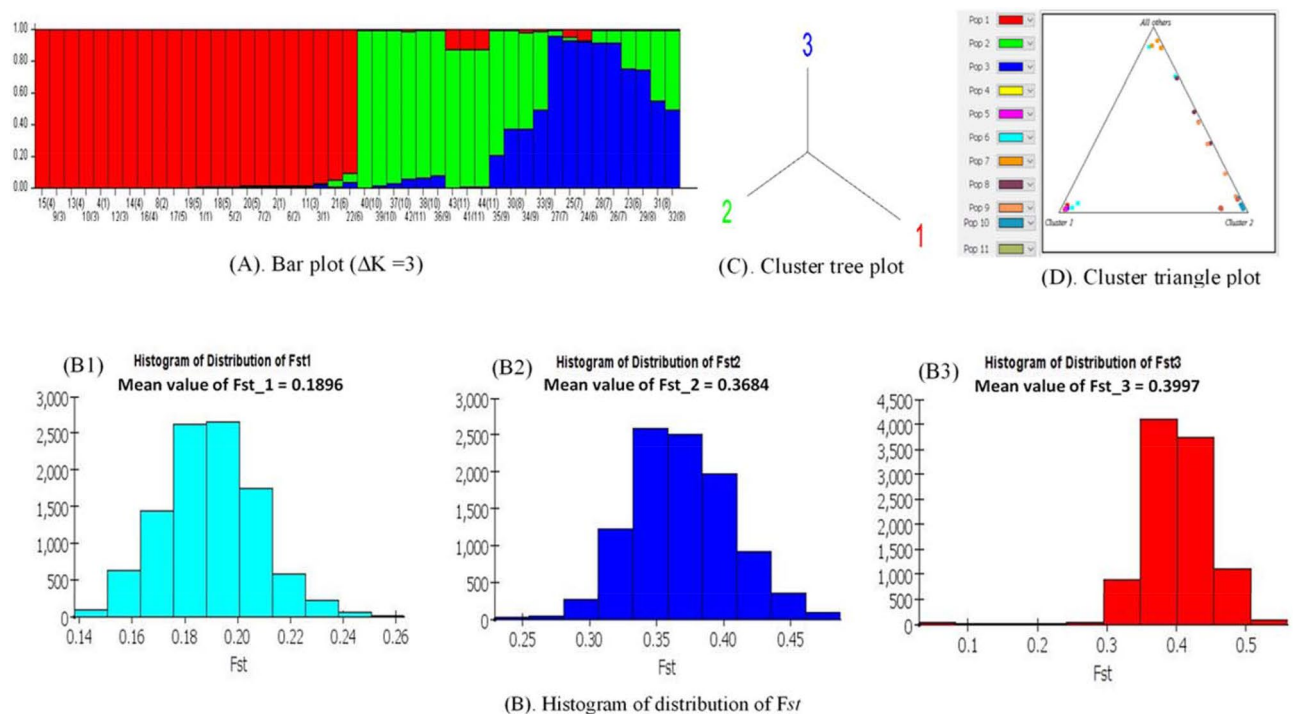 1.00
0.80
0.60
0.40
0.20
0.00
15(4) 13(4) 4(1) 14(4) 18(5) 19(5) 20(5) 2(1) 11(3) 21(6) 40(10) 37(10) 38(10) 43(11) 44(11) 30(8) 33(9) 25(7) 28(7) 23(8) 31(8)
9(3) 10(3) 12(3) 16(4) 17(5) 1(1) 5(2) 7(2) 6(2) 3(1) 22(6) 39(10) 42(11) 36(9) 41(11) 35(9) 34(9) 27(7) 24(6) 26(7) 29(8) 32(8)
(A). Bar plot (ΔK =3)
3
2
1
(C). Cluster tree plot
Pop 1
Pop 2
Pop 3
Pop 4
Pop 5
Pop 6
Pop 7
Pop 8
Pop 9
Pop 10
Pop 11
All others
Cluster 1
Cluster 2
(D). Cluster triangle plot
(B1)
Histogram of Distribution of Fst1
Mean value of Fst_1 = 0.1896
3,000
2,500
2,000
1,500
1,000
500
0
0.14 0.16 0.18 0.20 0.22 0.24 0.26
Fst
(B2)
Histogram of Distribution of Fst2
Mean value of Fst_2 = 0.3684
3,000
2,500
2,000
1,500
1,000
500
0
0.25 0.30 0.35 0.40 0.45
Fst
(B3)
Histogram of Distribution of Fst3
Mean value of Fst_3 = 0.3997
4,500
4,000
3,500
3,000
2,500
2,000
1,500
1,000
500
0
0.1 0.2 0.3 0.4 0.5
Fst
(B). Histogram of distribution of Fst